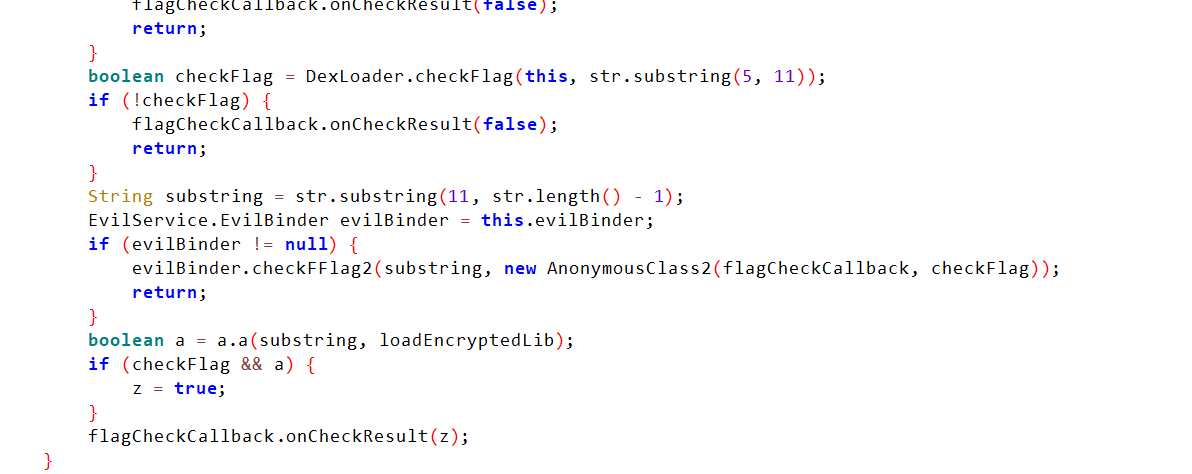 flagCheckCallback.onCheckResult(false);
return;
}
boolean checkFlag = DexLoader.checkFlag(this, str.substring(5, 11));
if (!checkFlag) {
flagCheckCallback.onCheckResult(false);
return;
}
String substring = str.substring(11, str.length() - 1);
EvilService.EvilBinder evilBinder = this.evilBinder;
if (evilBinder != null) {
evilBinder.checkFFlag2(substring, new AnonymousClass2(flagCheckCallback, checkFlag));
return;
}
boolean a = a.a(substring, loadEncryptedLib);
if (checkFlag && a) {
z = true;
}
flagCheckCallback.onCheckResult(z);
}